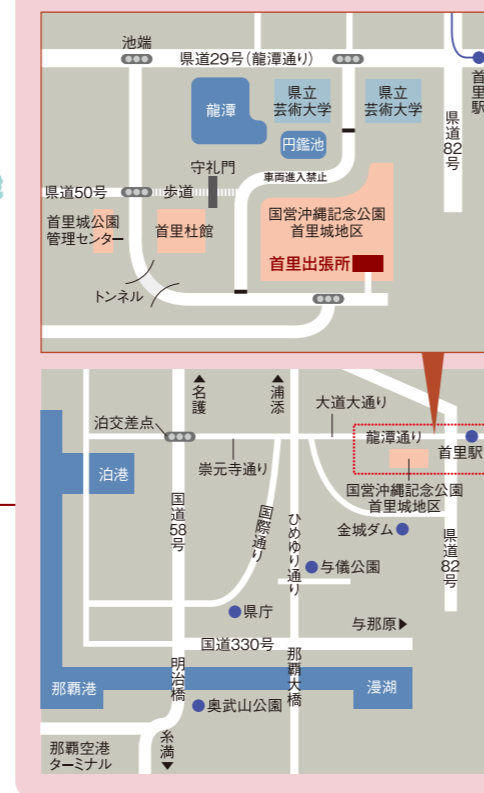 池端
県道29号(龍潭通り)
首里駅
県立
芸術大学
県立
芸術大学
龍潭
円鑑池
県道82号
守礼門
車両進入禁止
県道50号
歩道
首里城公園
管理センター
首里杜館
国営沖縄記念公園
首里城地区
首里出張所
トンネル
▲名護
▲浦添
大道大通り
泊交差点
龍潭通り
首里駅
崇元寺通り
泊港
国営沖縄記念公園
首里城地区
国道58号
国際通り
ひめゆり通り
金城ダム
県道82号
与儀公園
県庁
与那原▶
国道330号
那覇港
明治橋
那覇大橋
漫湖
奥武山公園
那覇空港
ターミナル
糸満▼